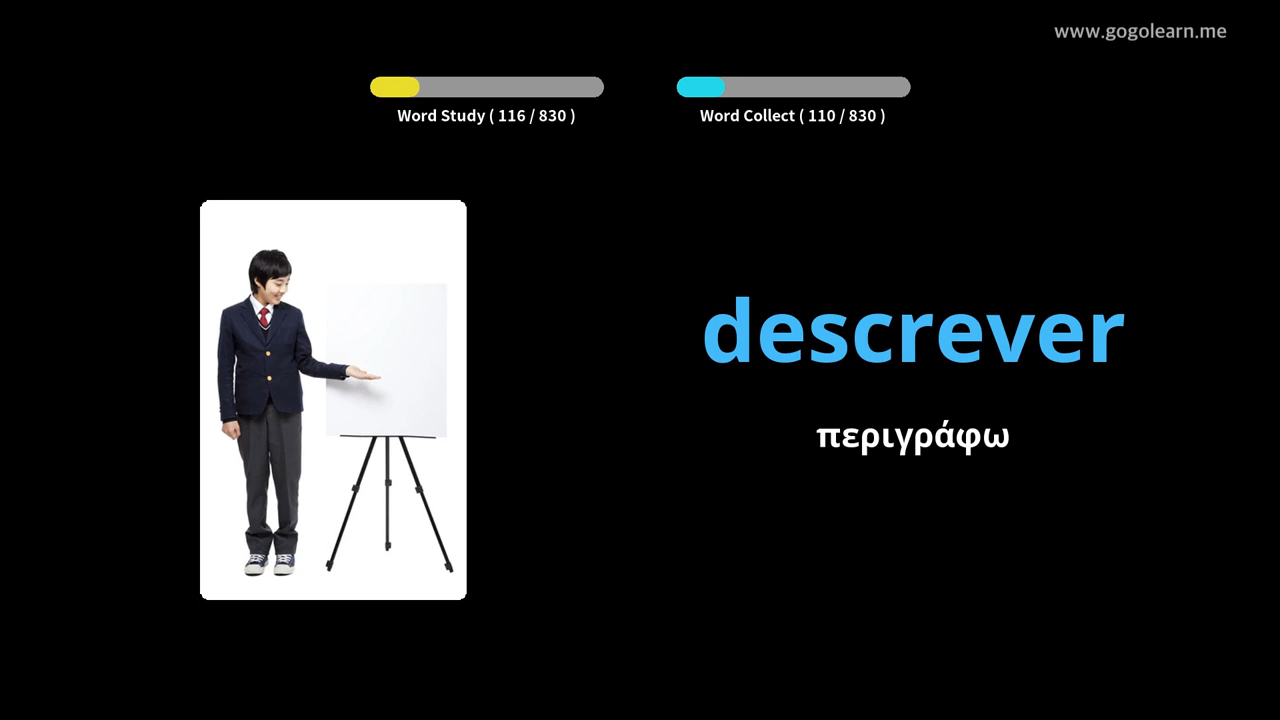 www.gogolearn.me
Word Study ( 116 / 830 )
Word Collect ( 110 / 830 )
descrever
περιγράφω